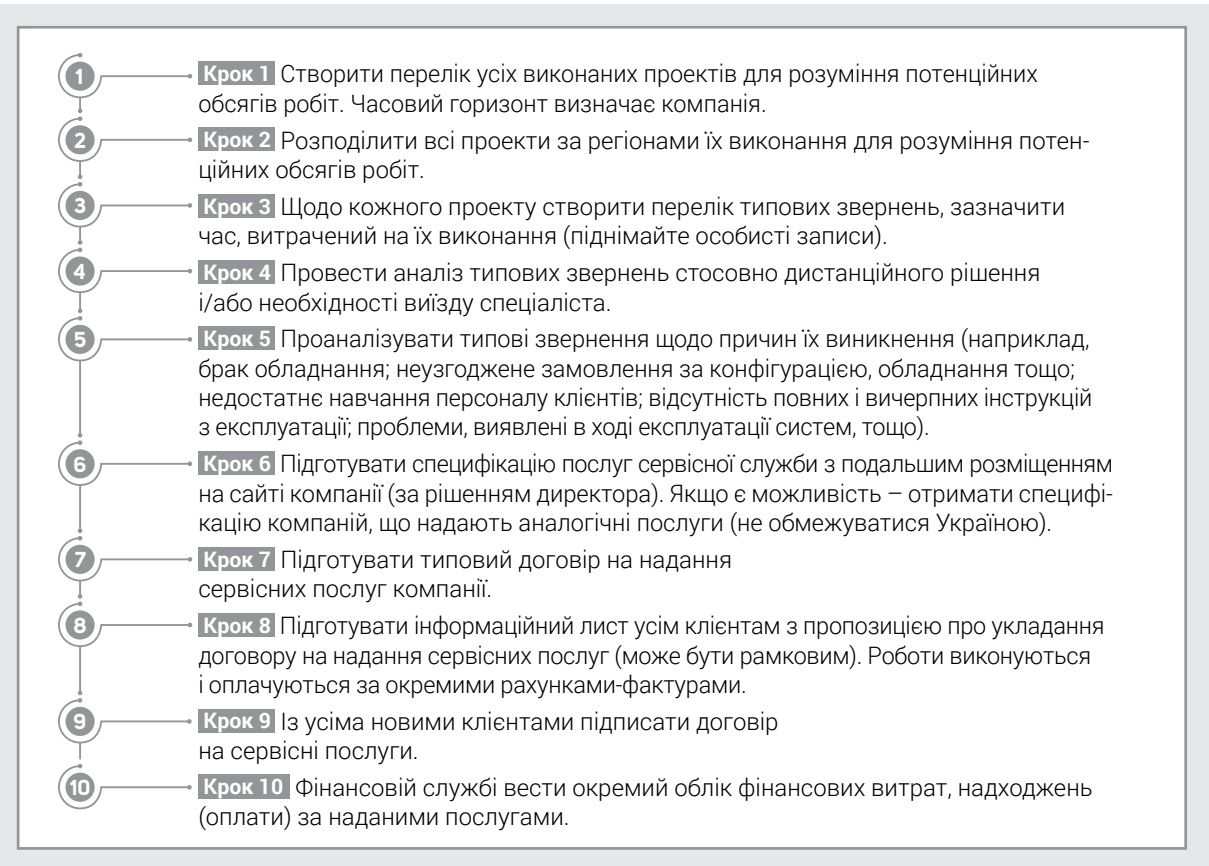 1 Крок 1 Створити перелік усіх виконаних проектів для розуміння потенційних
обсягів робіт. Часовий горизонт визначає компанія.
2 Крок 2 Розподілити всі проекти за регіонами їх виконання для розуміння потен-
ційних обсягів робіт.
3 Крок 3 Щодо кожного проекту створити перелік типових звернень, зазначити
час, витрачений на їх виконання (піднімайте особисті записи).
4 Крок 4 Провести аналіз типових звернень стосовно дистанційного рішення
і/або необхідності виїзду спеціаліста.
5 Крок 5 Проаналізувати типові звернення щодо причин їх виникнення (наприклад,
брак обладнання; неузгоджене замовлення за конфігурацією, обладнання тощо;
недостатнє навчання персоналу клієнтів; відсутність повних і вичерпних інструкцій
з експлуатації; проблеми, виявлені в ході експлуатації систем, тощо).
6 Крок 6 Підготувати специфікацію послуг сервісної служби з подальшим розміщенням
на сайті компанії (за рішенням директора). Якщо є можливість – отримати специфі-
кацію компаній, що надають аналогічні послуги (не обмежуватися Україною).
7 Крок 7 Підготувати типовий договір на надання
сервісних послуг компанії.
8 Крок 8 Підготувати інформаційний лист усім клієнтам з пропозицією про укладання
договору на надання сервісних послуг (може бути рамковим). Роботи виконуються
і оплачуються за окремими рахунками-фактурами.
9 Крок 9 Із усіма новими клієнтами підписати договір
на сервісні послуги.
10 Крок 10 Фінансовій службі вести окремий облік фінансових витрат, надходжень
(оплати) за наданими послугами.